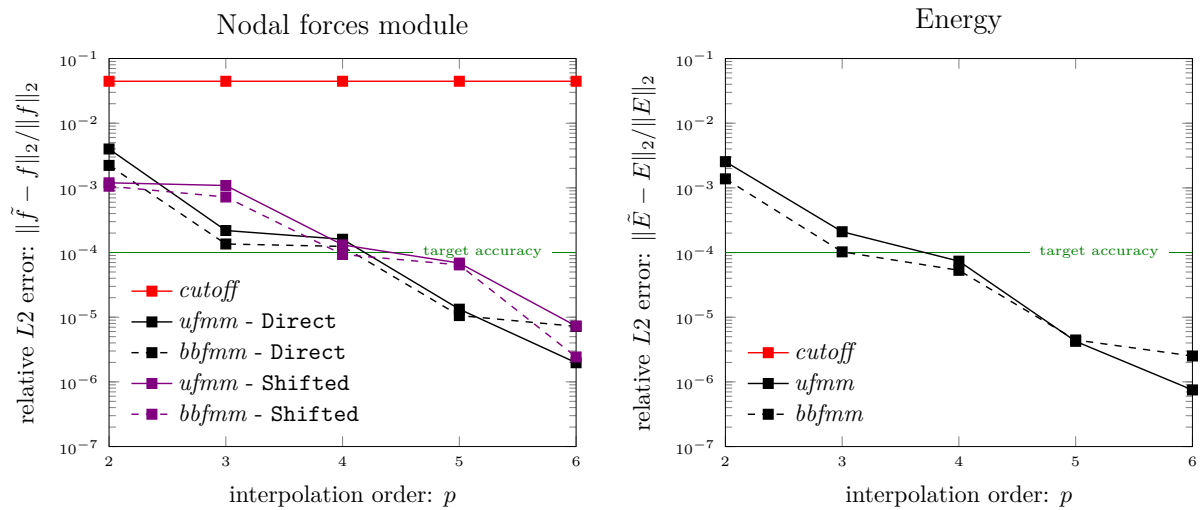 Nodal forces module
10⁻¹
10⁻²
10⁻³
10⁻⁴
10⁻⁵
10⁻⁶
10⁻⁷
relative L2 error: ‖f̃ − f‖₂/‖f‖₂
target accuracy
cutoff
ufmm - Direct
bbfmm - Direct
ufmm - Shifted
bbfmm - Shifted
2 3 4 5 6
interpolation order: p
Energy
10⁻¹
10⁻²
10⁻³
10⁻⁴
10⁻⁵
10⁻⁶
10⁻⁷
relative L2 error: ‖Ẽ − E‖₂/‖E‖₂
target accuracy
cutoff
ufmm
bbfmm
2 3 4 5 6
interpolation order: p